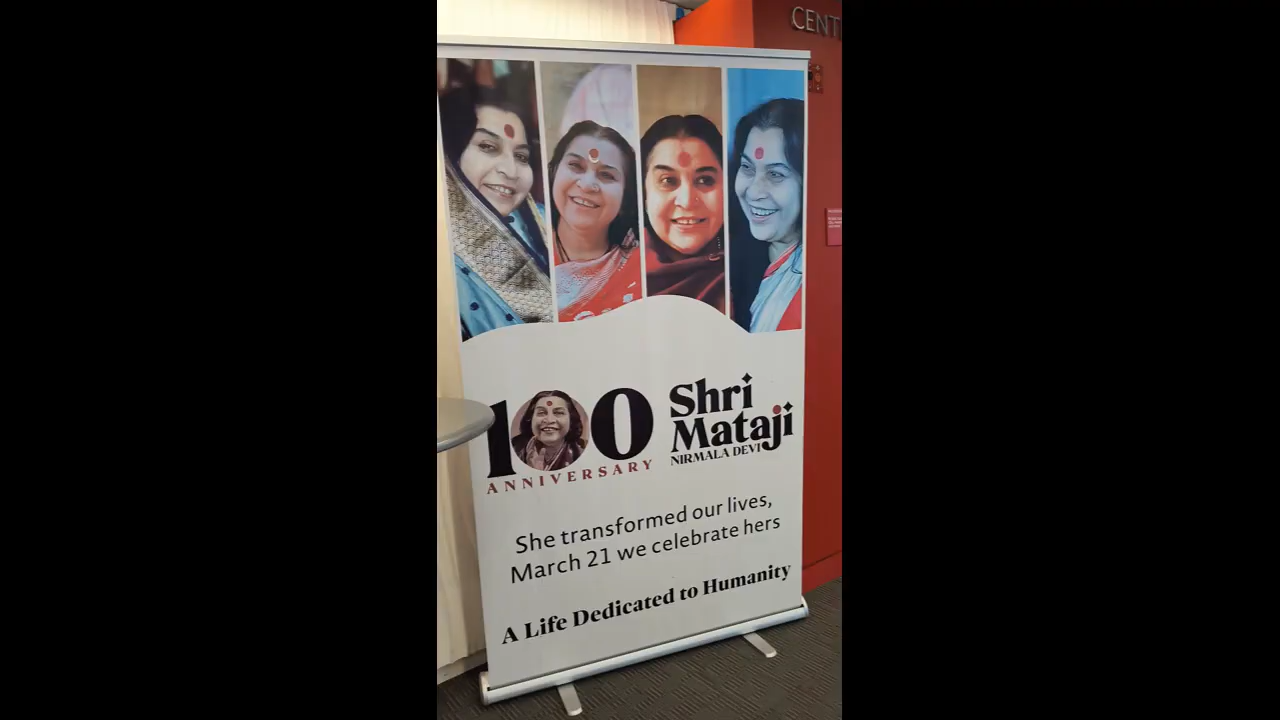 CENT
100
ANNIVERSARY
Shri
Mataji
NIRMALA DEVI
She transformed our lives,
March 21 we celebrate hers
A Life Dedicated to Humanity